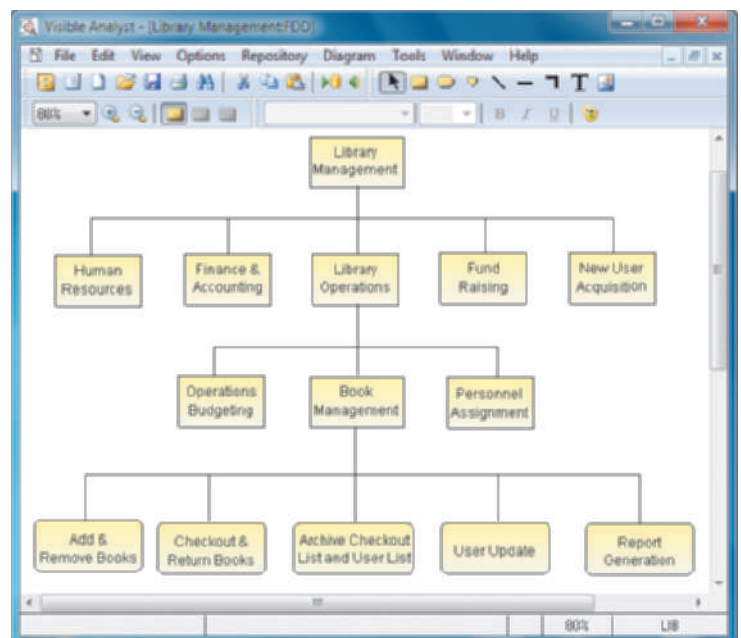 Visible Analyst - [Library Management:FDD]
File Edit View Options Repository Diagram Tools Window Help
T
80%
B I U
Library
Management
Human
Resources
Finance &
Accounting
Library
Operations
Fund
Raising
New User
Acquisition
Operations
Budgeting
Book
Management
Personnel
Assignment
Add &
Remove Books
Checkout &
Return Books
Archive Checkout
List and User List
User Update
Report
Generation
80% LIB